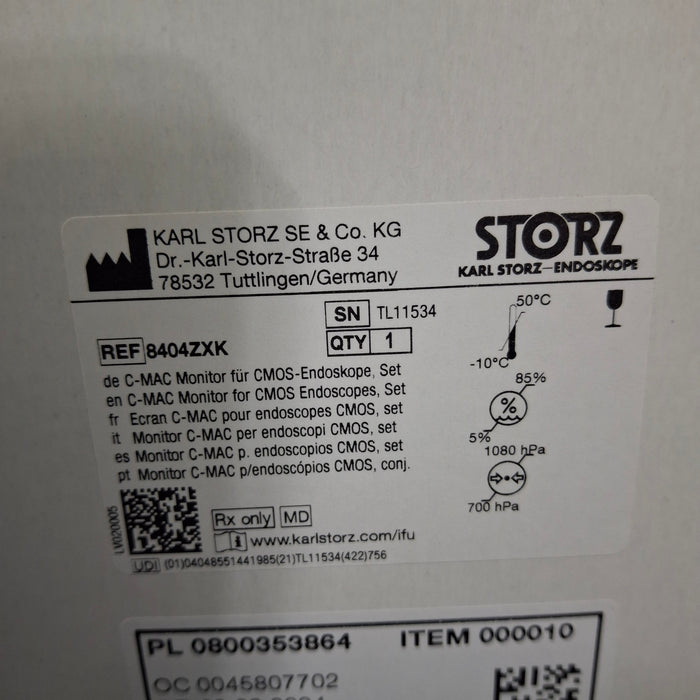 KARL STORZ SE & Co. KG
Dr.-Karl-Storz-Straße 34
78532 Tuttlingen/Germany
STORZ
KARL STORZ—ENDOSKOPE
SN TL11534
REF 8404ZXK
QTY 1
de C-MAC Monitor für CMOS-Endoskope, Set
en C-MAC Monitor for CMOS Endoscopes, Set
fr Ecran C-MAC pour endoscopes CMOS, set
it Monitor C-MAC per endoscopi CMOS, set
es Monitor C-MAC p. endoscopios CMOS, set
pt Monitor C-MAC p/endoscópios CMOS, conj.
50°C
-10°C
85%
%
5%
1080 hPa
700 hPa
LV020005
Rx only MD
i www.karlstorz.com/ifu
UDI (01)04048551441985(21)TL11534(422)756
PL 0800353864 ITEM 000010
OC 0045807702